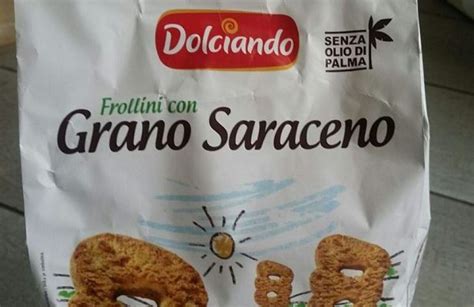 Dolciando
SENZA
OLIO DI
PALMA
Frollini con
Grano Saraceno